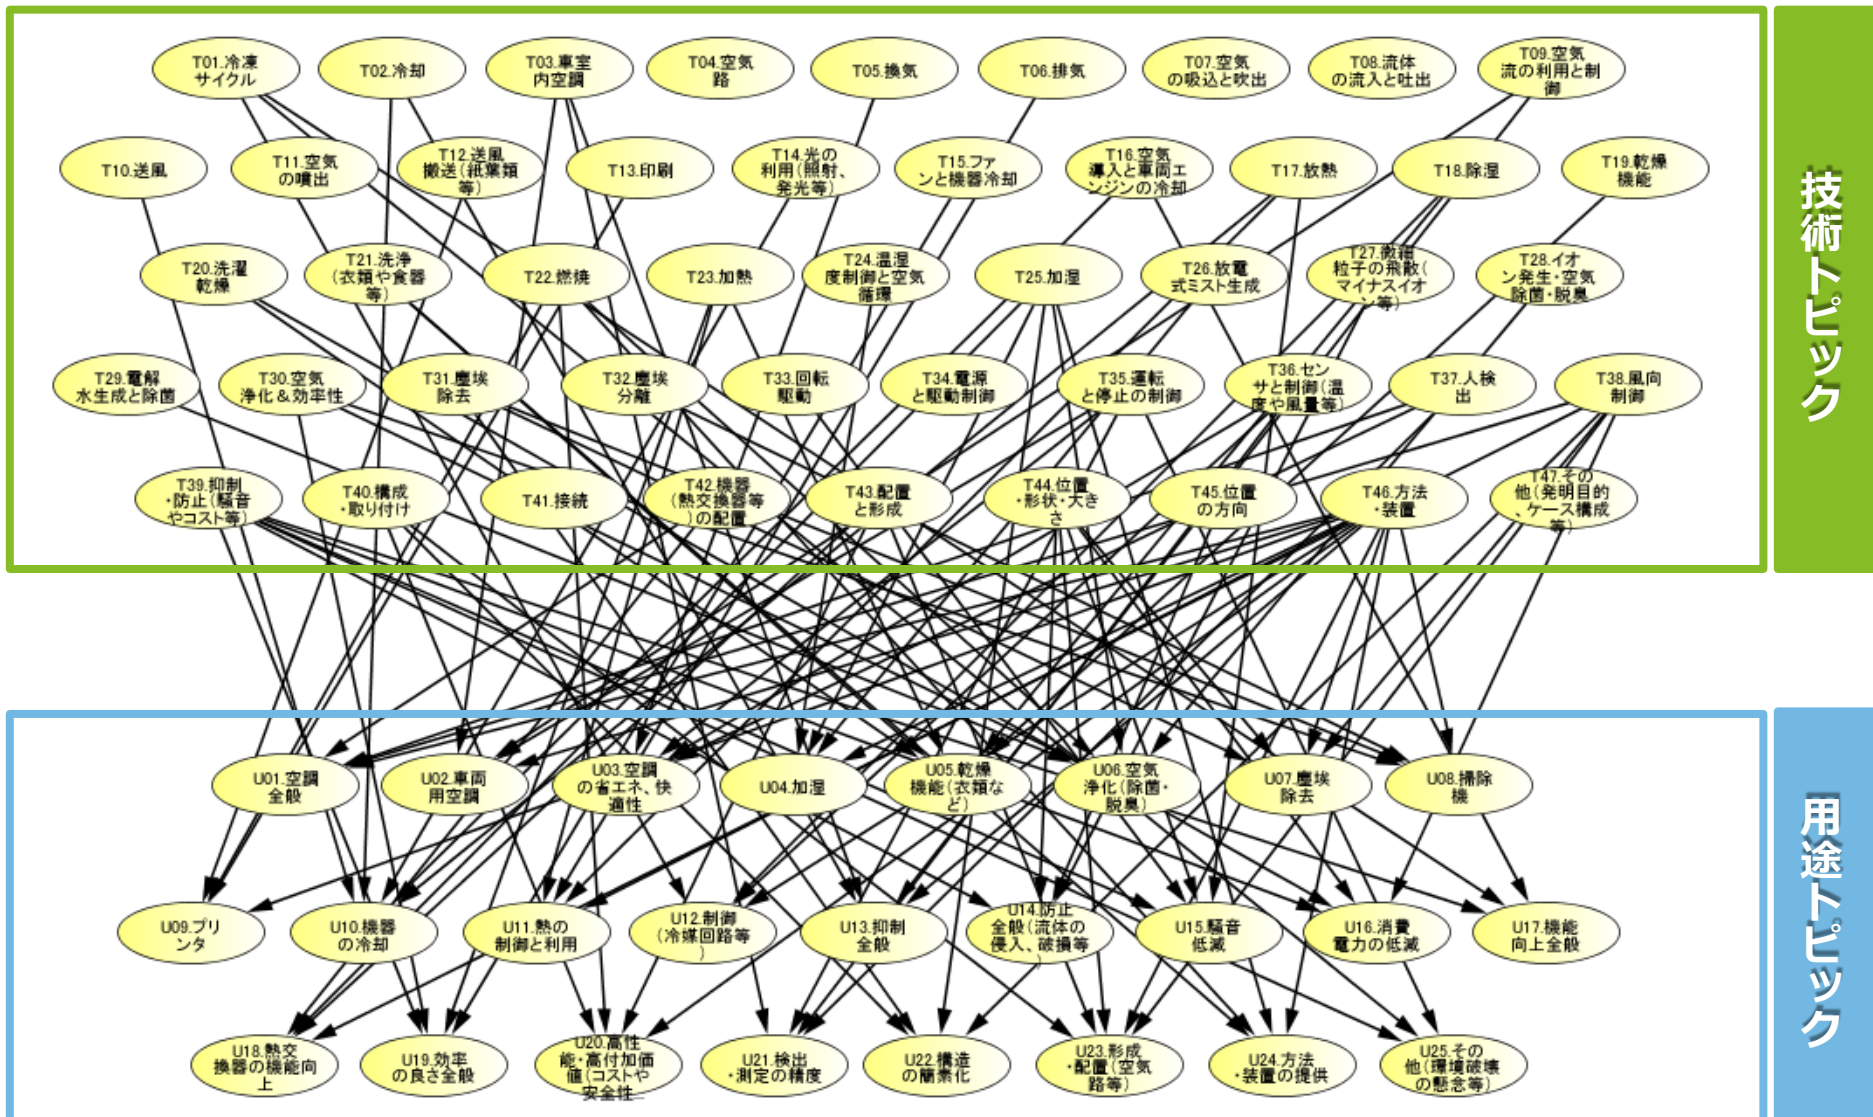 T01.冷凍
サイクル
T02.冷却
T03.車室
内空調
T04.空気
路
T05.換気
T06.排気
T07.空気
の吸込と吹出
T08.流体
の流入と吐出
T09.空気
流の利用と制
御
T10.送風
T11.空気
の噴出
T12.送風
搬送(紙葉類
等)
T13.印刷
T14.光の
利用(照射、
発光等)
T15.ファ
ンと機器冷却
T16.空気
導入と車両エ
ンジンの冷却
T17.放熱
T18.除湿
T19.乾燥
機能
T20.洗濯
乾燥
T21.洗浄
(衣類や食器
等)
T22.燃焼
T23.加熱
T24.温湿
度制御と空気
循環
T25.加湿
T26.放電
式ミスト生成
T27.微細
粒子の飛散(
マイナスイオ
ン等)
T28.イオ
ン発生・空気
除菌・脱臭
T29.電解
水生成と除菌
T30.空気
浄化&効率性
T31.塵埃
除去
T32.塵埃
分離
T33.回転
駆動
T34.電源
と駆動制御
T35.運転
と停止の制御
T36.セン
サと制御(温
度や風量等)
T37.人検
出
T38.風向
制御
T39.抑制
・防止(騒音
やコスト等)
T40.構成
・取り付け
T41.接続
T42.機器
(熱交換器等
)の配置
T43.配置
と形成
T44.位置
・形状・大き
さ
T45.位置
の方向
T46.方法
・装置
T47.その
他(発明目的
、ケース構成
等)
技術トピック
U01.空調
全般
U02.車両
用空調
U03.空調
の省エネ、快
適性
U04.加湿
U05.乾燥
機能(衣類な
ど)
U06.空気
浄化(除菌・
脱臭)
U07.塵埃
除去
U08.掃除
機
U09.プリ
ンタ
U10.機器
の冷却
U11.熱の
制御と利用
U12.制御
(冷媒回路等
)
U13.抑制
全般
U14.防止
全般(流体の
侵入、破損等
)
U15.騒音
低減
U16.消費
電力の低減
U17.機能
向上全般
U18.熱交
換器の機能向
上
U19.効率
の良さ全般
U20.高性
能・高付加価
値(コストや
安全性
U21.検出
・測定の精度
U22.構造
の簡素化
U23.形成
・配置(空気
路等)
U24.方法
・装置の提供
U25.その
他(環境破壊
の懸念等)
用途トピック